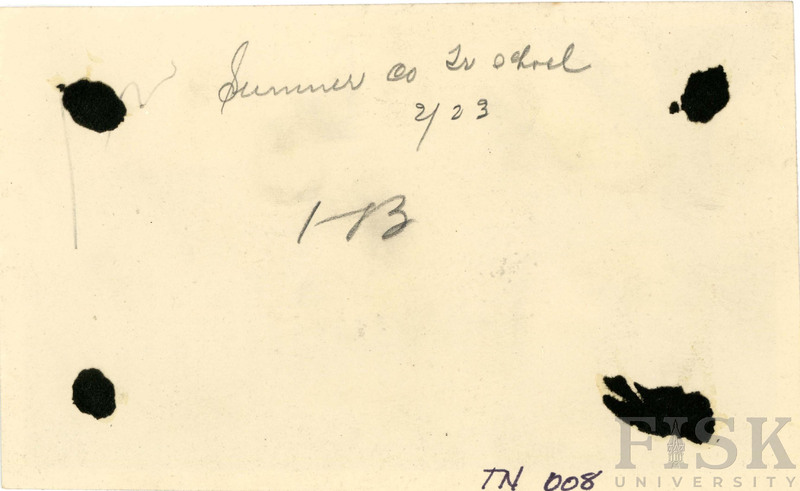 Sumner Co Tr School
2/23
1-B
TN 008
FISK
UNIVERSITY